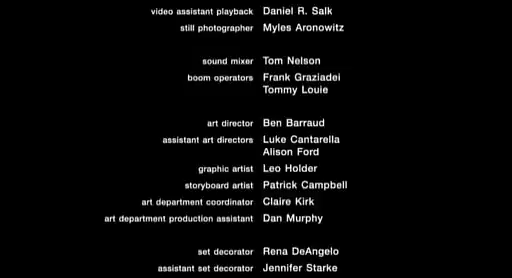 video assistant playback Daniel R. Salk
still photographer Myles Aronowitz
sound mixer Tom Nelson
boom operators Frank Graziadei
Tommy Louie
art director Ben Barraud
assistant art directors Luke Cantarella
Alison Ford
graphic artist Leo Holder
storyboard artist Patrick Campbell
art department coordinator Claire Kirk
art department production assistant Dan Murphy
set decorator Rena DeAngelo
assistant set decorator Jennifer Starke